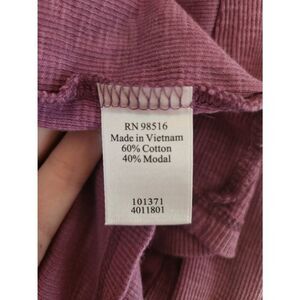 RN 98516
Made in Vietnam
60% Cotton
40% Modal
101371
4011801